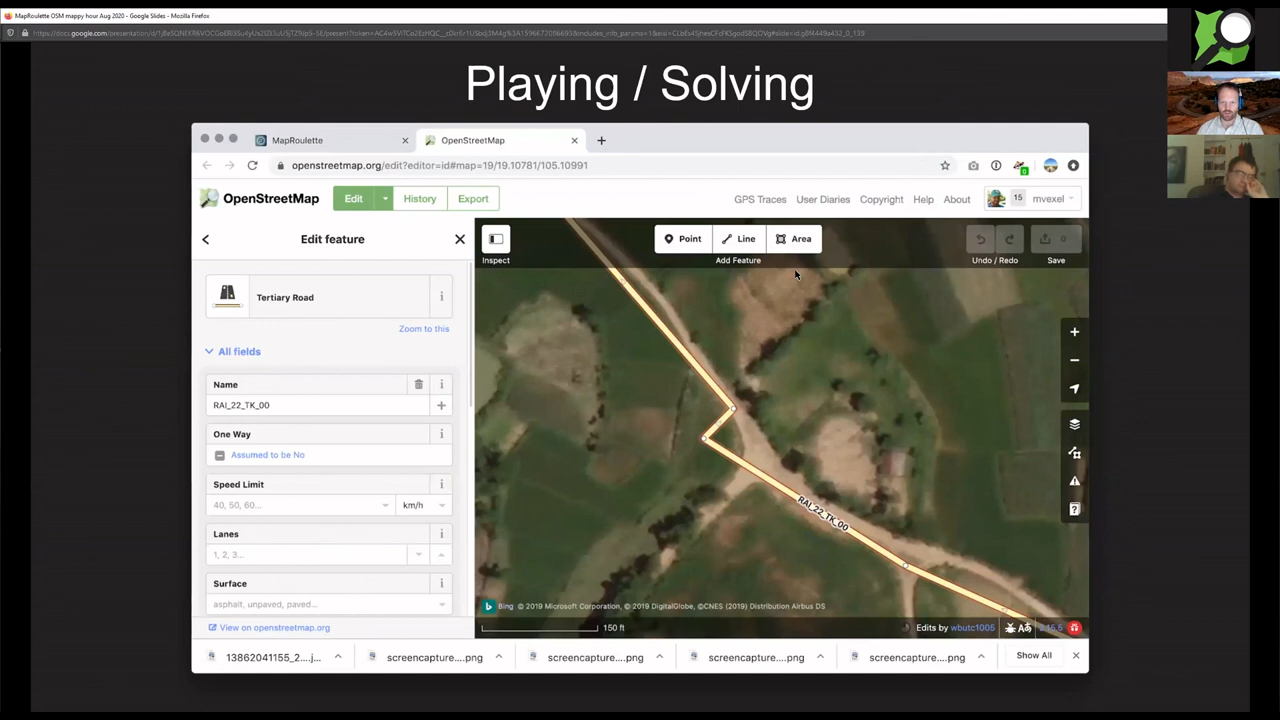 MapRoulette OSM mappy hour Aug 2020 - Google Slides - Mozilla Firefox
Playing / Solving
MapRoulette
OpenStreetMap
openstreetmap.org/edit?editor=id#map=19/19.10781/105.10991
0
OpenStreetMap
Edit
History
Export
GPS Traces
User Diaries
Copyright
Help
About
15
mvexel
Edit feature
Inspect
Point
Line
Area
Add Feature
Undo / Redo
0
Save
Tertiary Road
Zoom to this
All fields
Name
RAI_22_TK_00
One Way
Assumed to be No
Speed Limit
40, 50, 60...
km/h
Lanes
1, 2, 3...
Surface
asphalt, unpaved, paved...
View on openstreetmap.org
RAI_22_TK_00
Bing © 2019 Microsoft Corporation, © 2019 DigitalGlobe, ©CNES (2019) Distribution Airbus DS
150 ft
Edits by wbutc1005
2.15.5
13862041155_2....j...
screencapture....png
screencapture....png
screencapture....png
screencapture....png
Show All